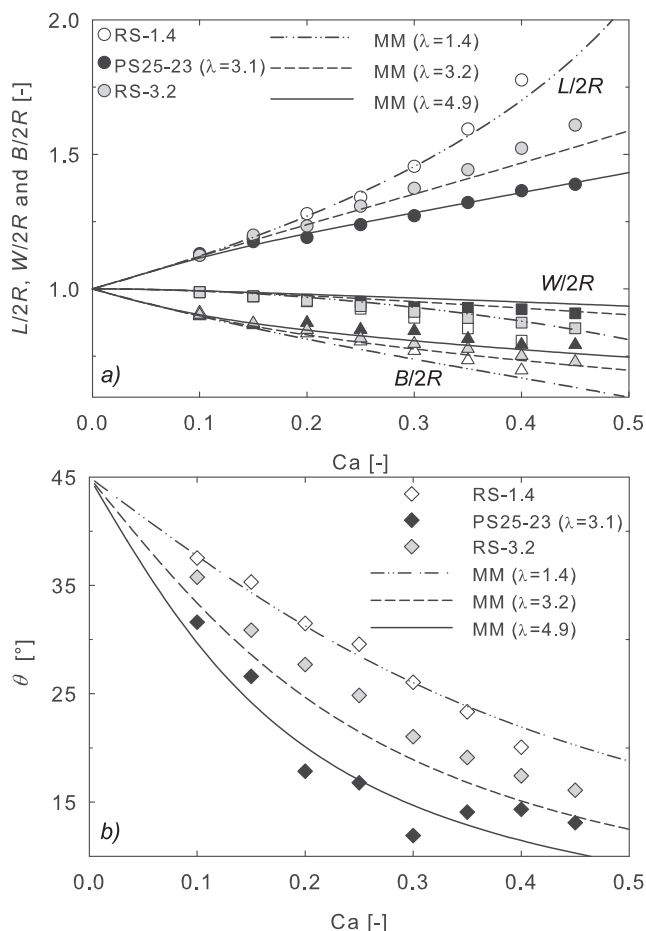 2.0
RS-1.4
MM (λ=1.4)
PS25-23 (λ=3.1)
MM (λ=3.2)
RS-3.2
MM (λ=4.9)
L/2R
L/2R, W/2R and B/2R [-]
1.5
1.0
W/2R
B/2R
a)
0.0 0.1 0.2 0.3 0.4 0.5
Ca [-]
45
RS-1.4
PS25-23 (λ=3.1)
RS-3.2
MM (λ=1.4)
MM (λ=3.2)
MM (λ=4.9)
35
θ [°]
25
15
b)
0.0 0.1 0.2 0.3 0.4 0.5
Ca [-]